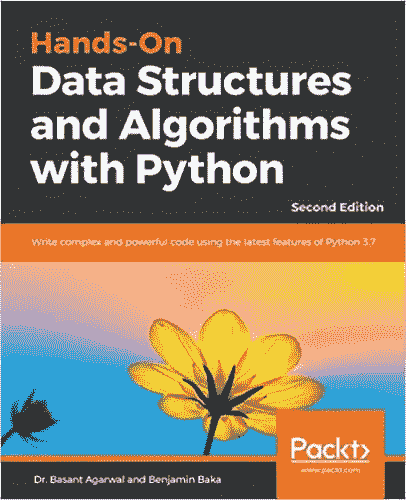 Hands-On
Data Structures
and Algorithms
with Python
Second Edition
Write complex and powerful code using the latest features of Python 3.7
Packt>
www.packt.com
Dr. Basant Agarwal and Benjamin Baka